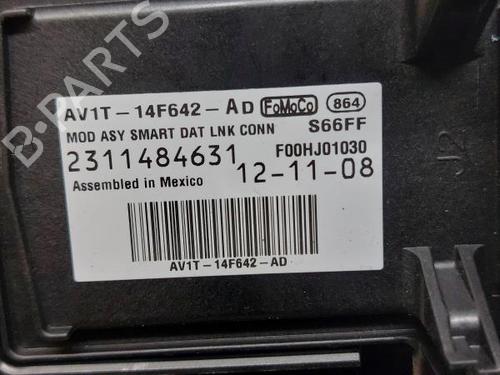 B-PARTS
AV1T-14F642-AD FoMoCo 864
MOD ASY SMART DAT LNK CONN S66FF
2311484631 F00HJ01030
Assembled in Mexico 12-11-08
AV1T-14F642-AD
J2